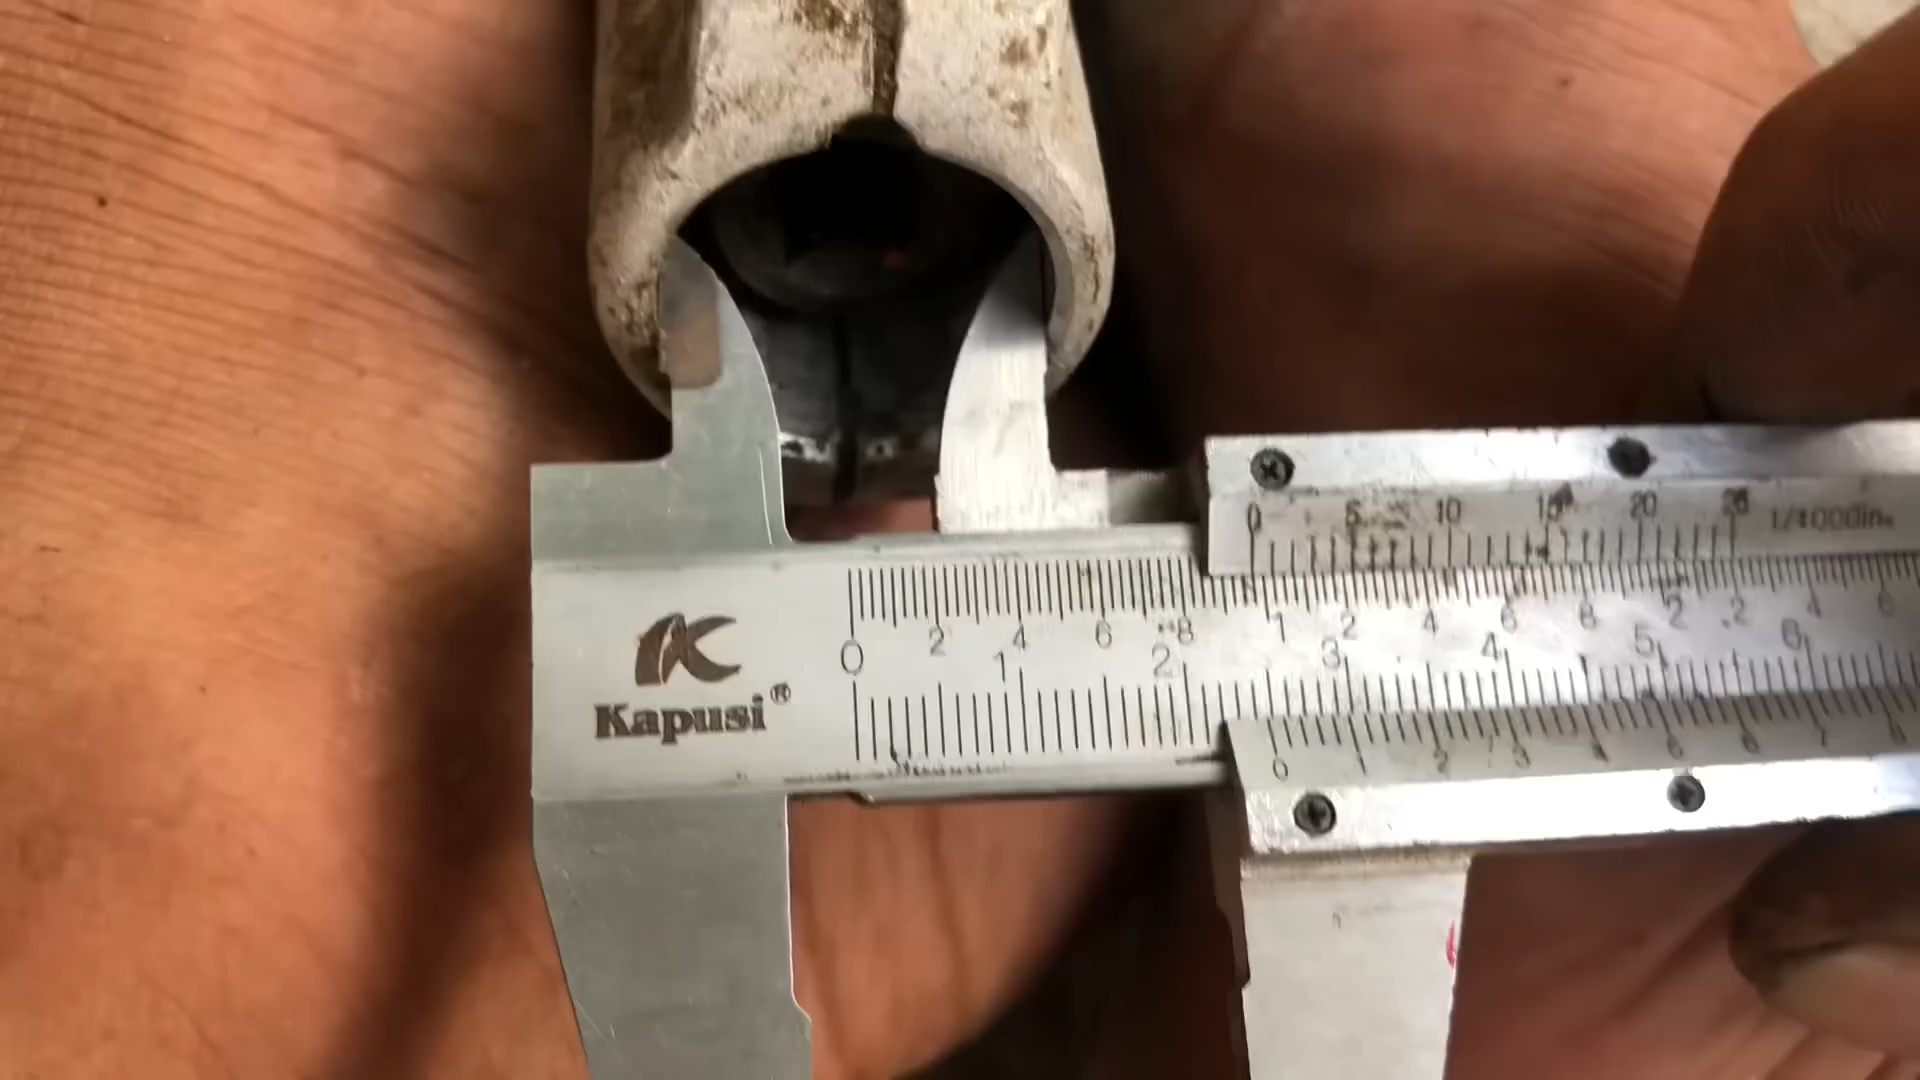 0 5 10 15 20 25 1/1000in.
0 2 4 6 8 1 2 4 6 8 2 2 4 6
0 1 2 3 4 5 6
Kapusi®
0 1 2 3 4 5 6 7 8